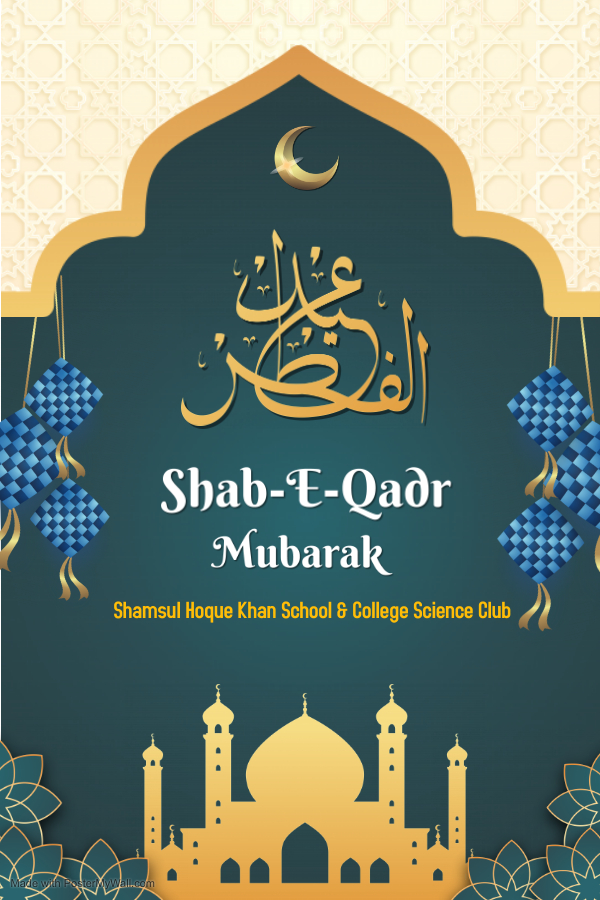 عيد
الفطر
Shab-E-Qadr
Mubarak
Shamsul Hoque Khan School & College Science Club
Made with PosterMyWall.com